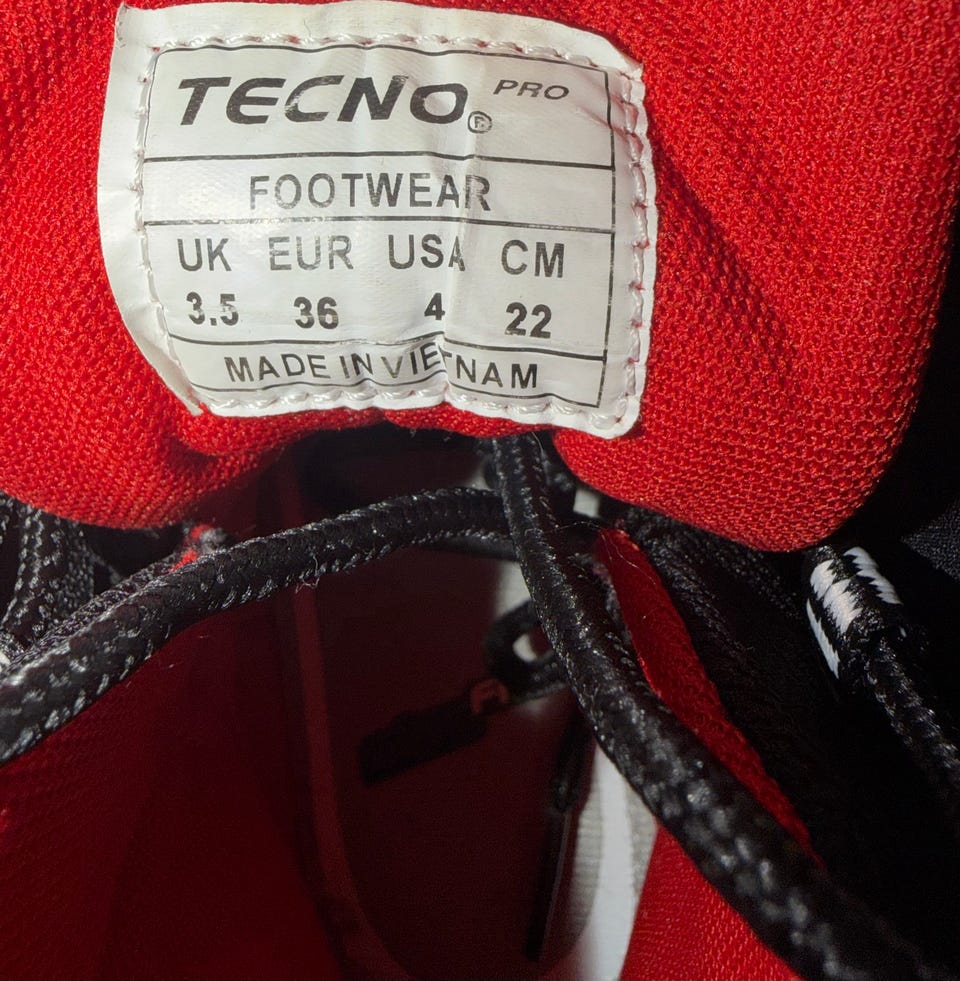 TECNO® PRO
FOOTWEAR
UK EUR USA CM
3.5 36 4 22
MADE IN VIETNAM